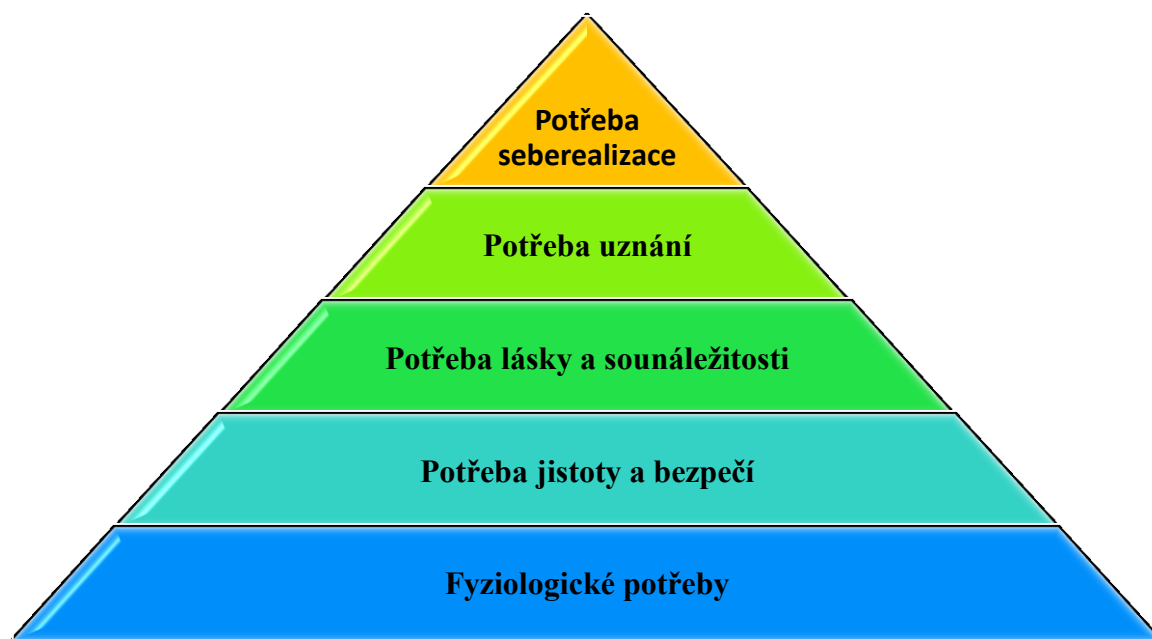 Potřeba
seberealizace
Potřeba uznání
Potřeba lásky a sounáležitosti
Potřeba jistoty a bezpečí
Fyziologické potřeby